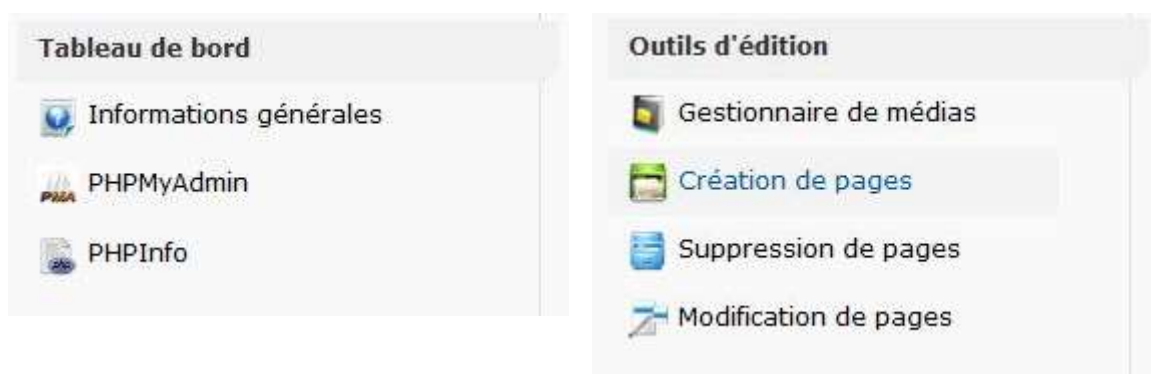 Tableau de bord
Informations générales
PHPMyAdmin
PHPInfo
Outils d'édition
Gestionnaire de médias
Création de pages
Suppression de pages
Modification de pages